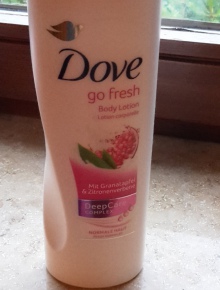 Dove
go fresh
Body Lotion
Mit Granatapfel
& Zitronenverbene
DeepCare
COMPLEX